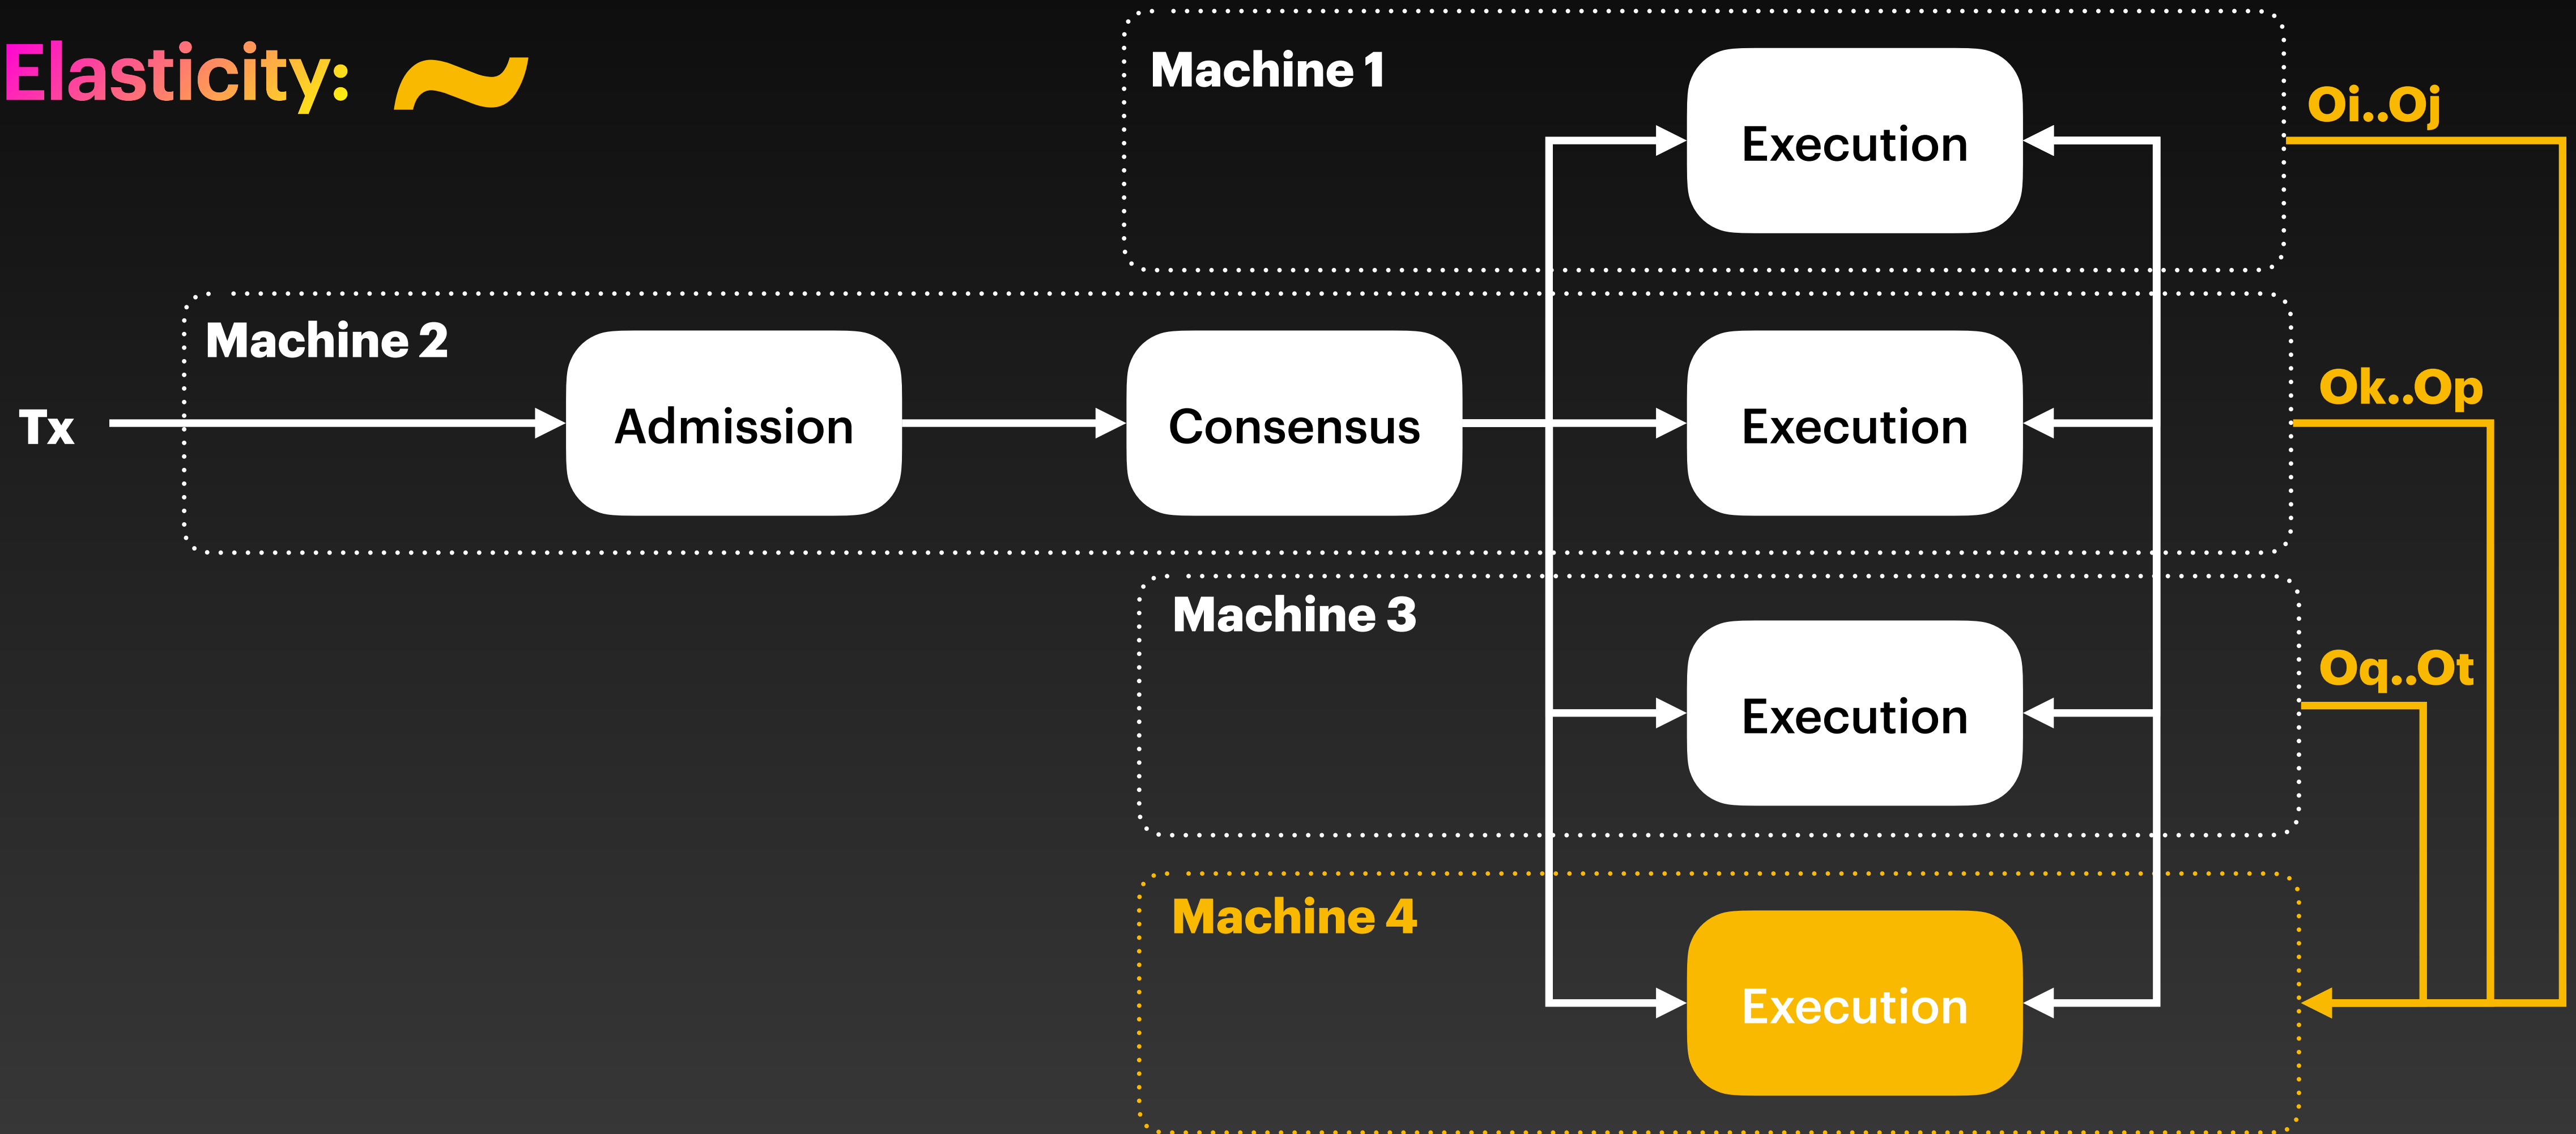 Elasticity: ~
Machine 1
Execution
Oi..Oj
Machine 2
Tx
Admission
Consensus
Execution
Ok..Op
Machine 3
Execution
Oq..Ot
Machine 4
Execution